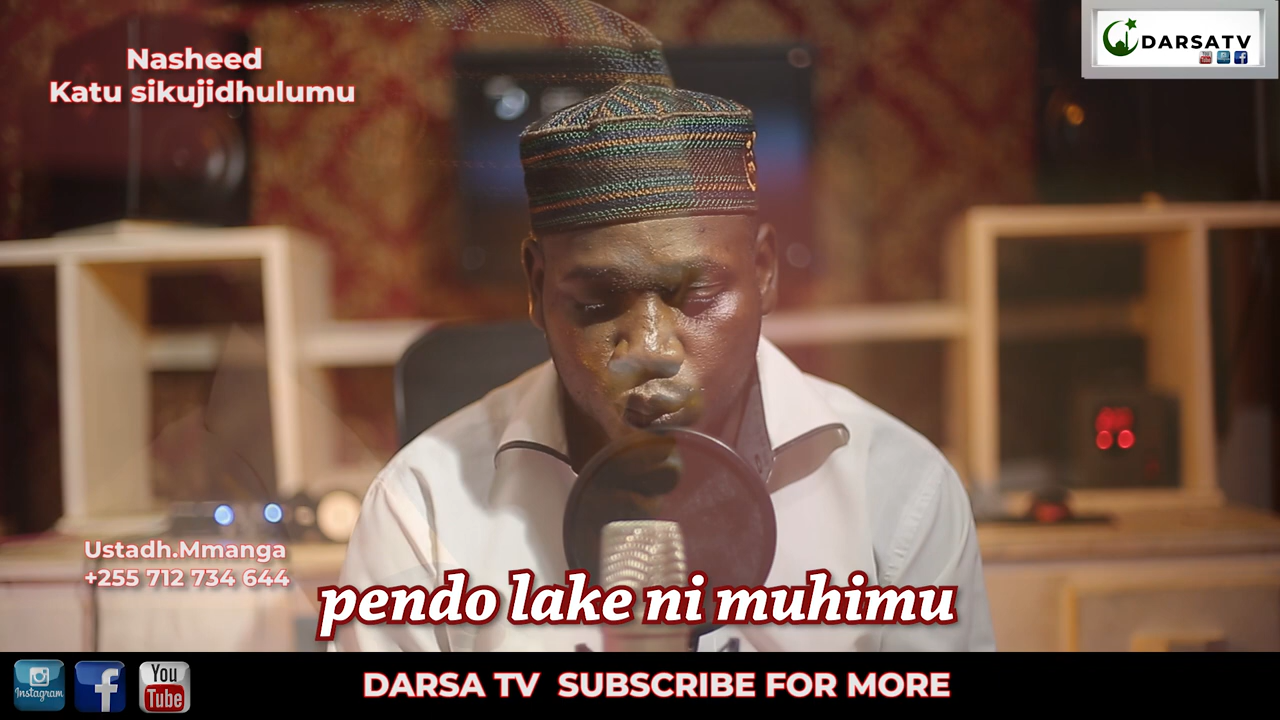 Nasheed
Katu sikujidhulumu
DARSATV
Ustadh.Mmanga
+255 712 734 644
pendo lake ni muhimu
Instagram
You
Tube
DARSA TV SUBSCRIBE FOR MORE